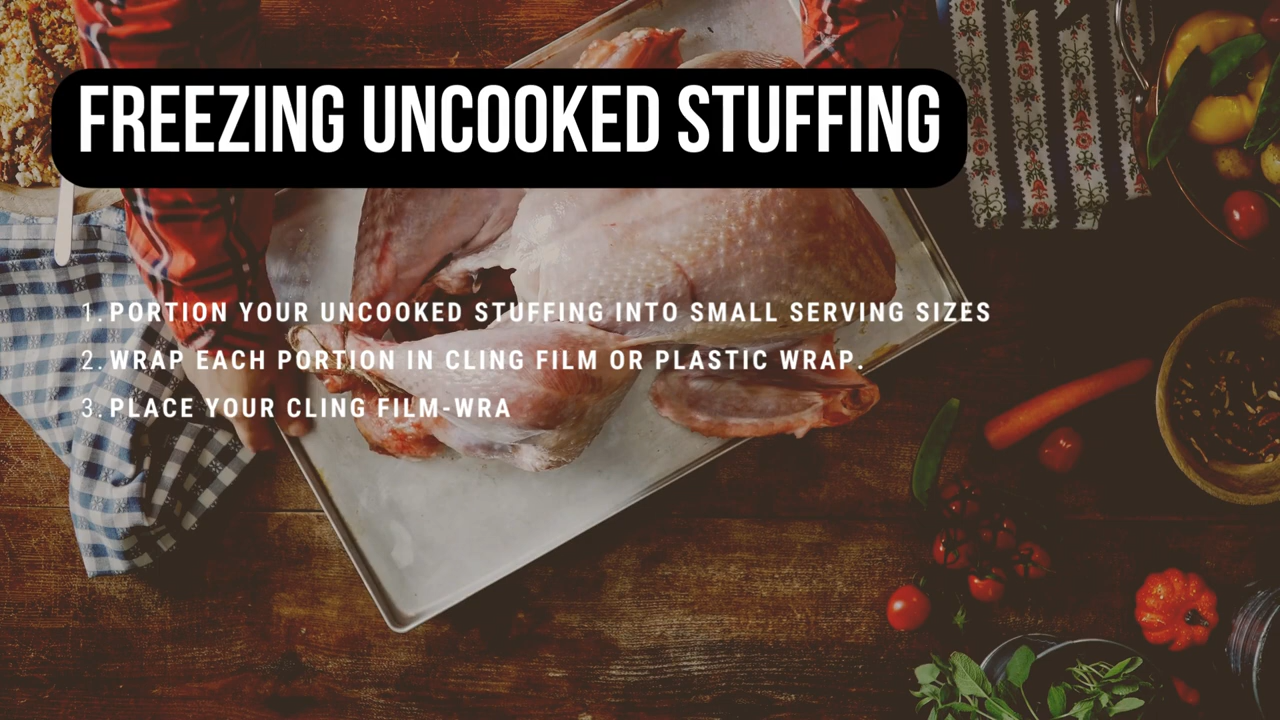 FREEZING UNCOOKED STUFFING
1. PORTION YOUR UNCOOKED STUFFING INTO SMALL SERVING SIZES
2. WRAP EACH PORTION IN CLING FILM OR PLASTIC WRAP.
3. PLACE YOUR CLING FILM-WRA